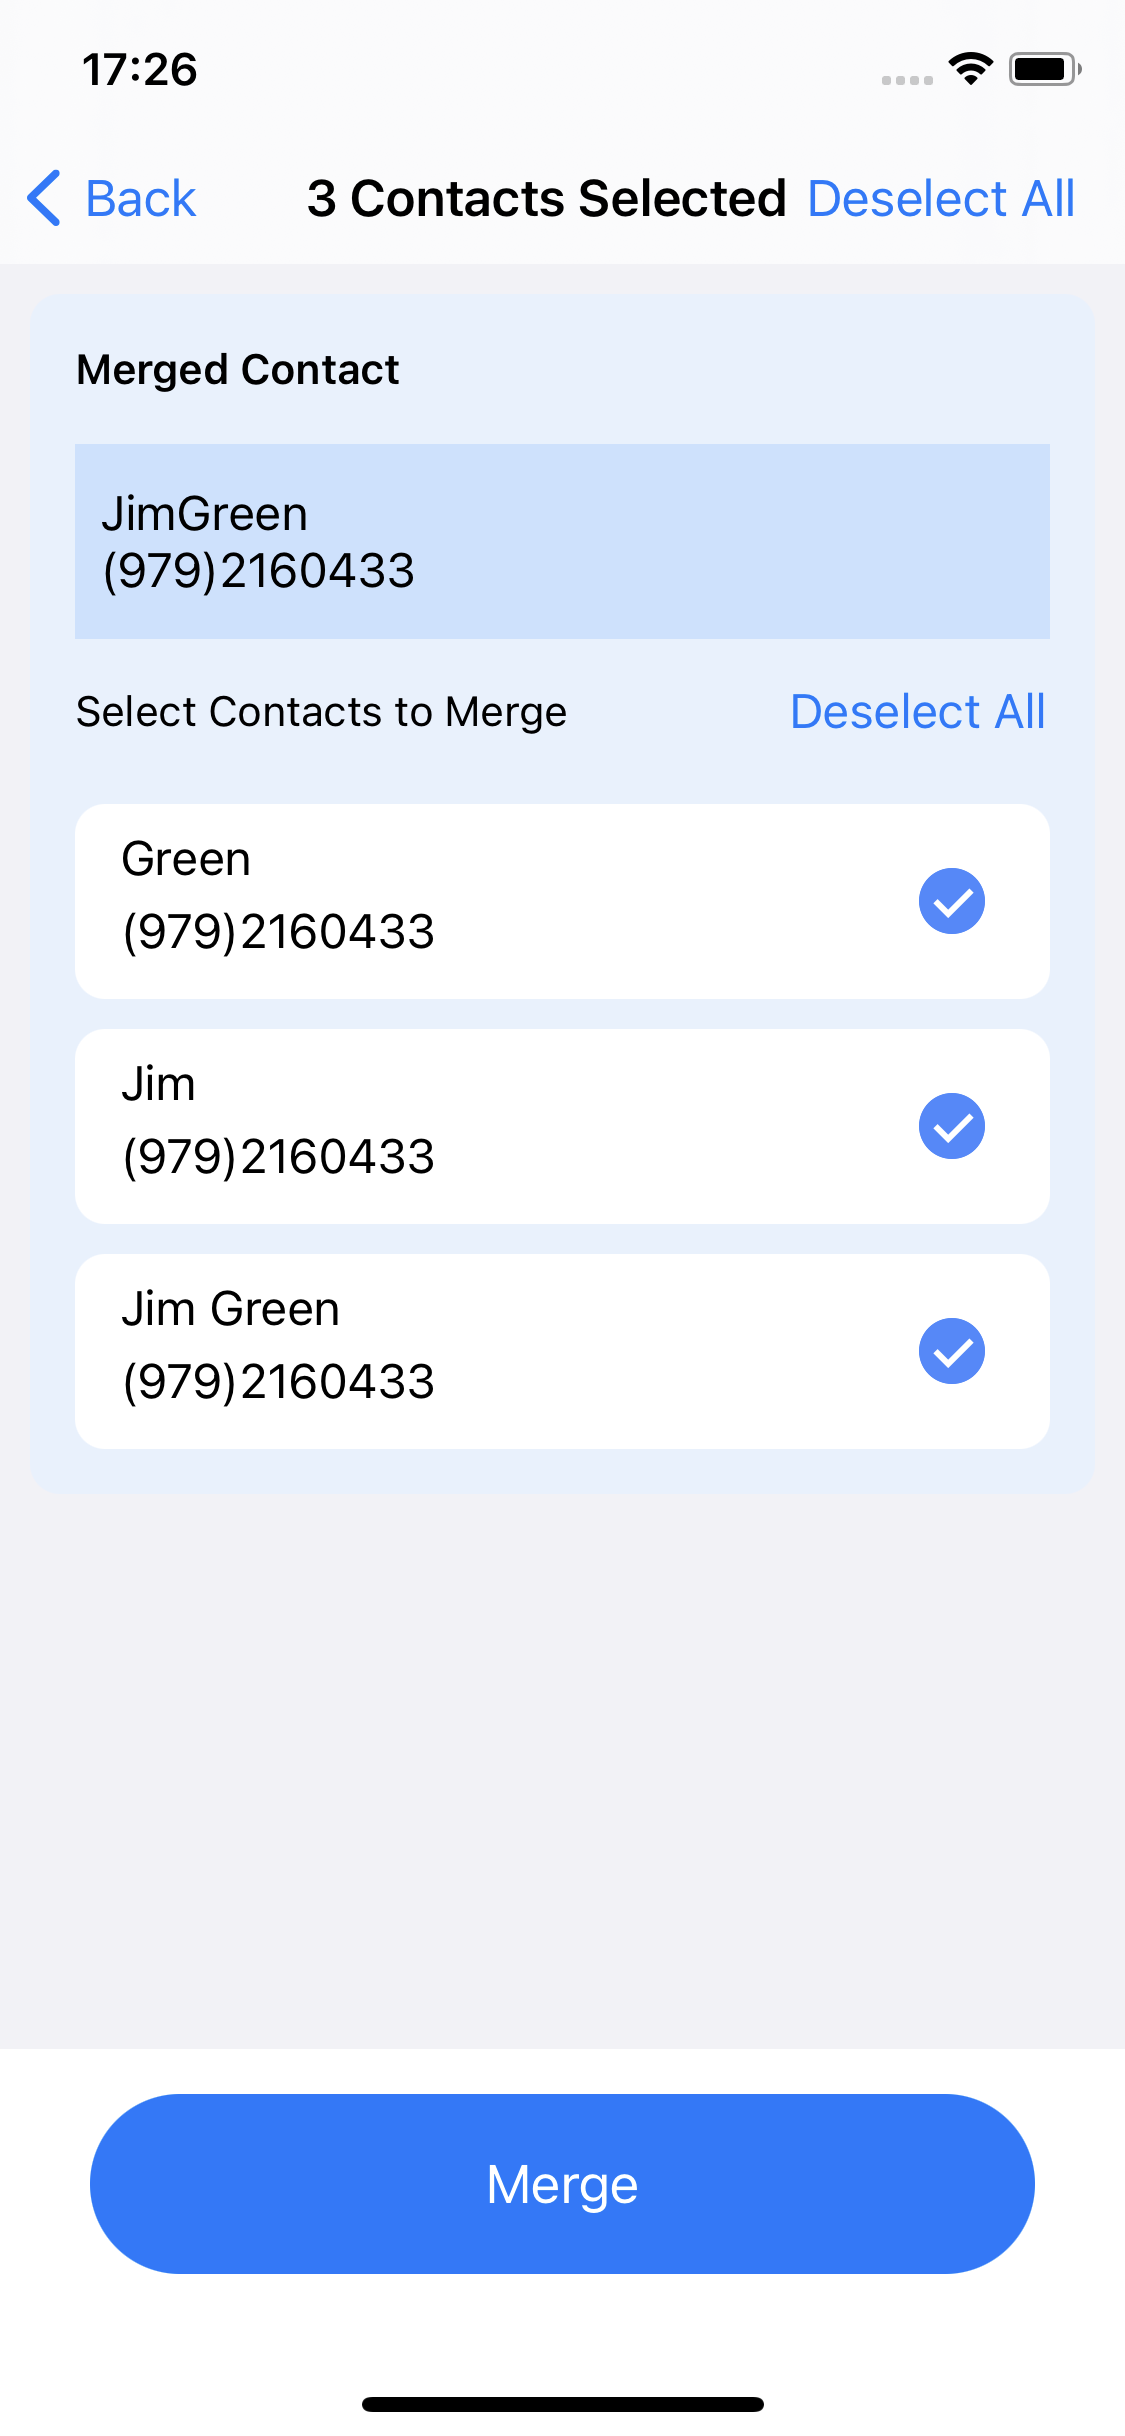 17:26
Back
3 Contacts Selected
Deselect All
Merged Contact
JimGreen
(979)2160433
Select Contacts to Merge
Deselect All
Green
(979)2160433
Jim
(979)2160433
Jim Green
(979)2160433
Merge